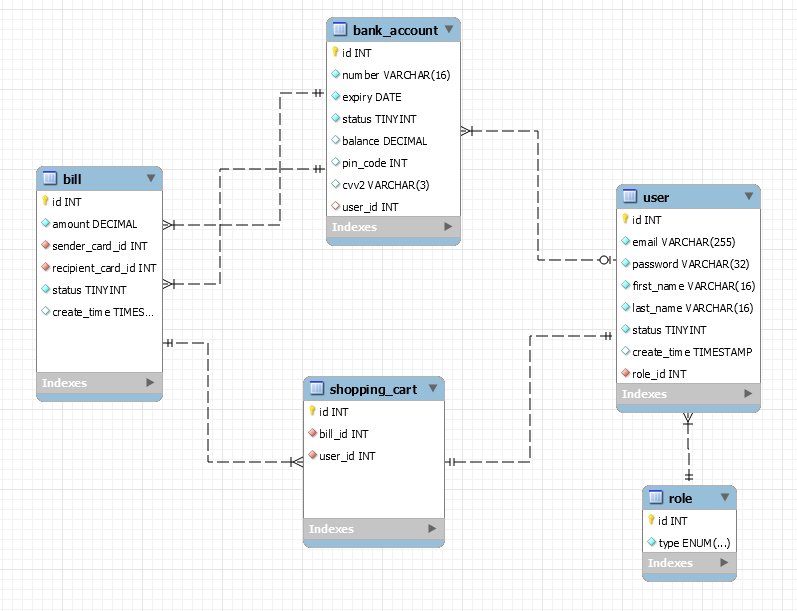 bank_account
id INT
number VARCHAR(16)
expiry DATE
status TINYINT
balance DECIMAL
pin_code INT
cvv2 VARCHAR(3)
user_id INT
Indexes
bill
id INT
amount DECIMAL
sender_card_id INT
recipient_card_id INT
status TINYINT
create_time TIMES...
Indexes
user
id INT
email VARCHAR(255)
password VARCHAR(32)
first_name VARCHAR(16)
last_name VARCHAR(16)
status TINYINT
create_time TIMESTAMP
role_id INT
Indexes
shopping_cart
id INT
bill_id INT
user_id INT
Indexes
role
id INT
type ENUM(...)
Indexes